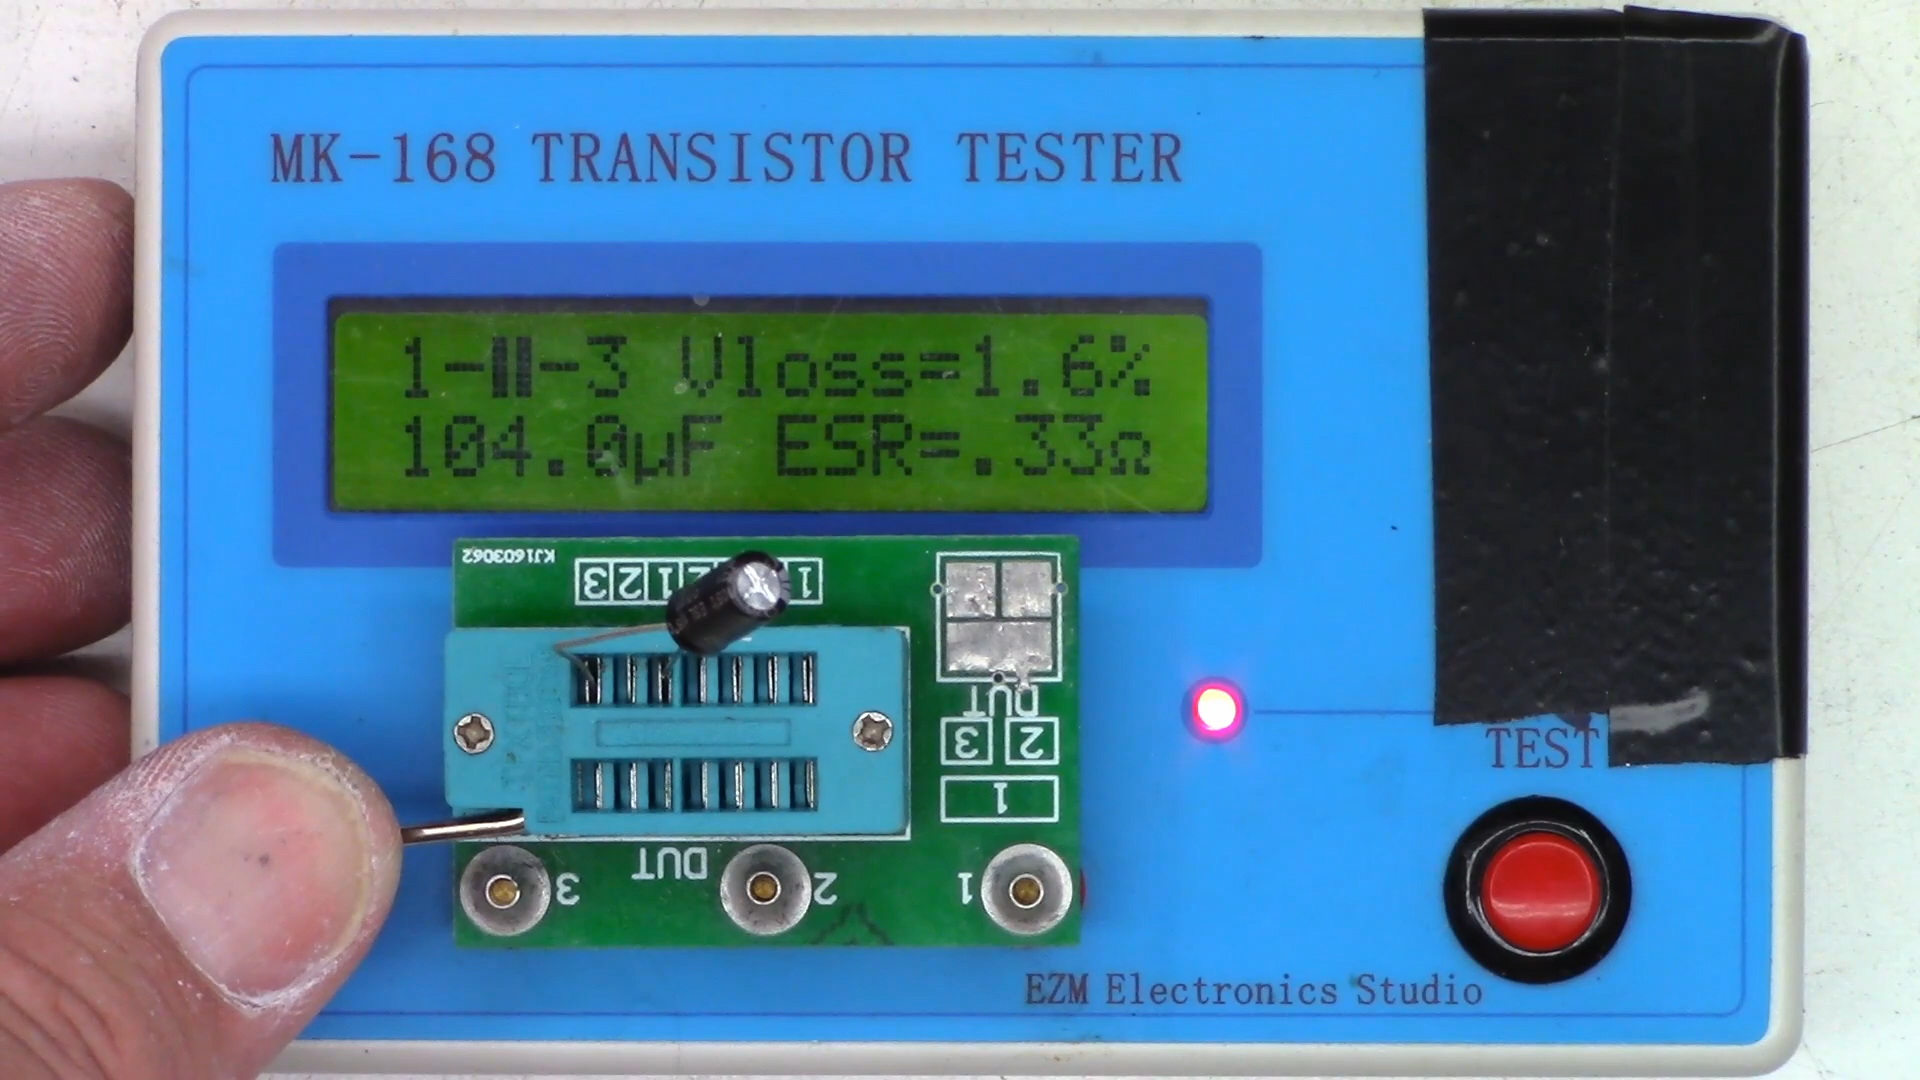 MK-168 TRANSISTOR TESTER
1-||-3 Vloss=1.6%
104.0µF ESR=.33Ω
KJ1603062
1
2
1
2
3
DUT
3
2
1
TEST
DUT
3
2
1
EZM Electronics Studio